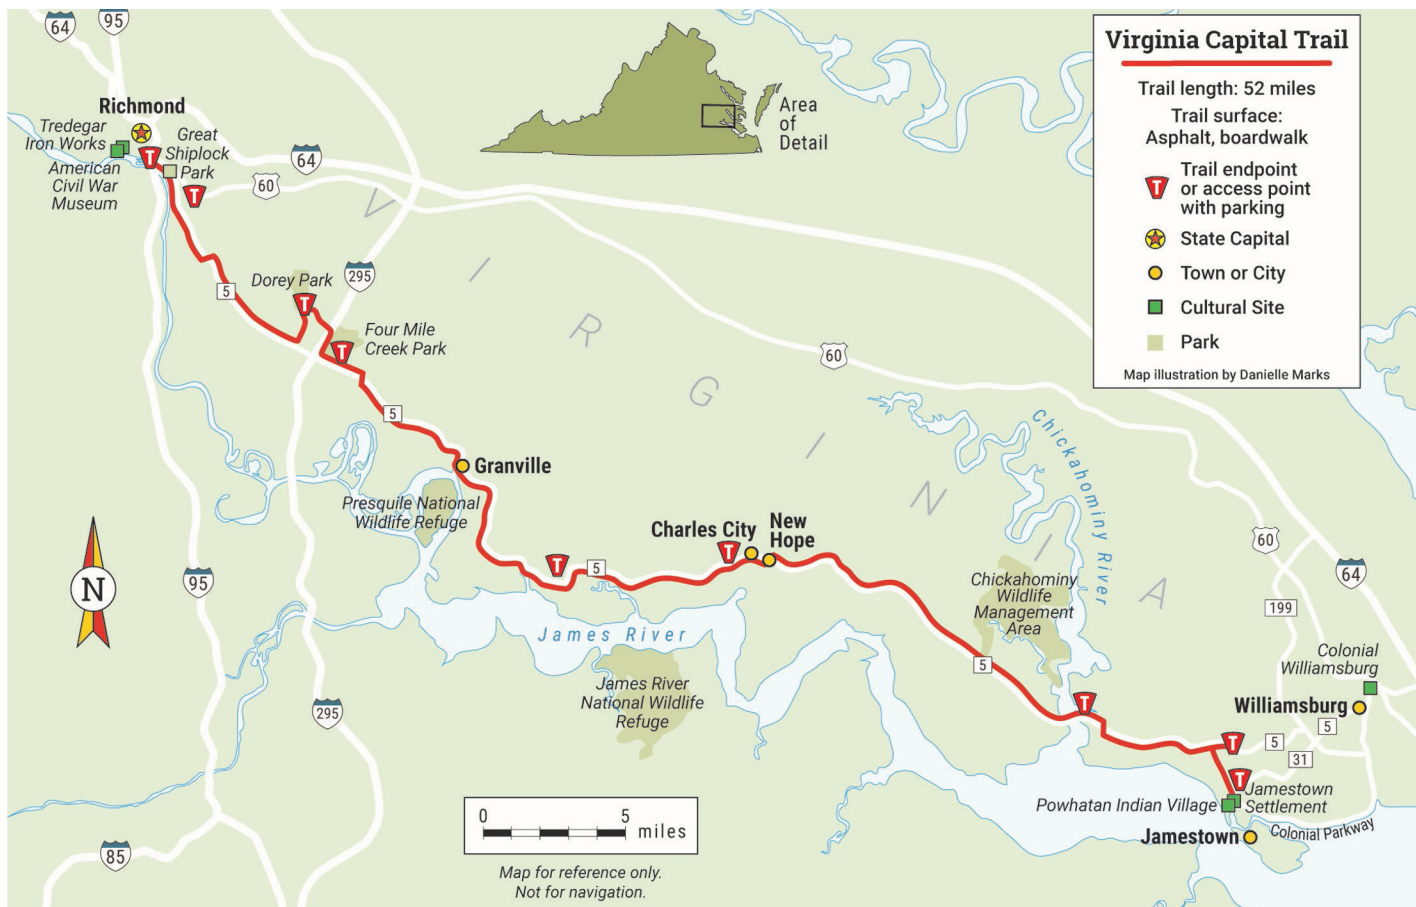 64
95
Richmond
Tredegar
Iron Works
Great
Shiplock
Park
American
Civil War
Museum
T
T
64
60
Area
of
Detail
Virginia Capital Trail
Trail length: 52 miles
Trail surface:
Asphalt, boardwalk
T
Trail endpoint
or access point
with parking
State Capital
Town or City
Cultural Site
Park
Map illustration by Danielle Marks
VIRGINIA
Dorey Park
T
295
5
Four Mile
Creek Park
T
60
5
Granville
Presquile National
Wildlife Refuge
Chickahominy River
Charles City
New
Hope
T
T
5
N
95
60
64
199
Chickahominy
Wildlife
Management
Area
James River
5
James River
National Wildlife
Refuge
295
Colonial
Williamsburg
Williamsburg
T
T
5
5
31
T
Jamestown
Settlement
Powhatan Indian Village
Jamestown
Colonial Parkway
85
0 5
miles
Map for reference only.
Not for navigation.